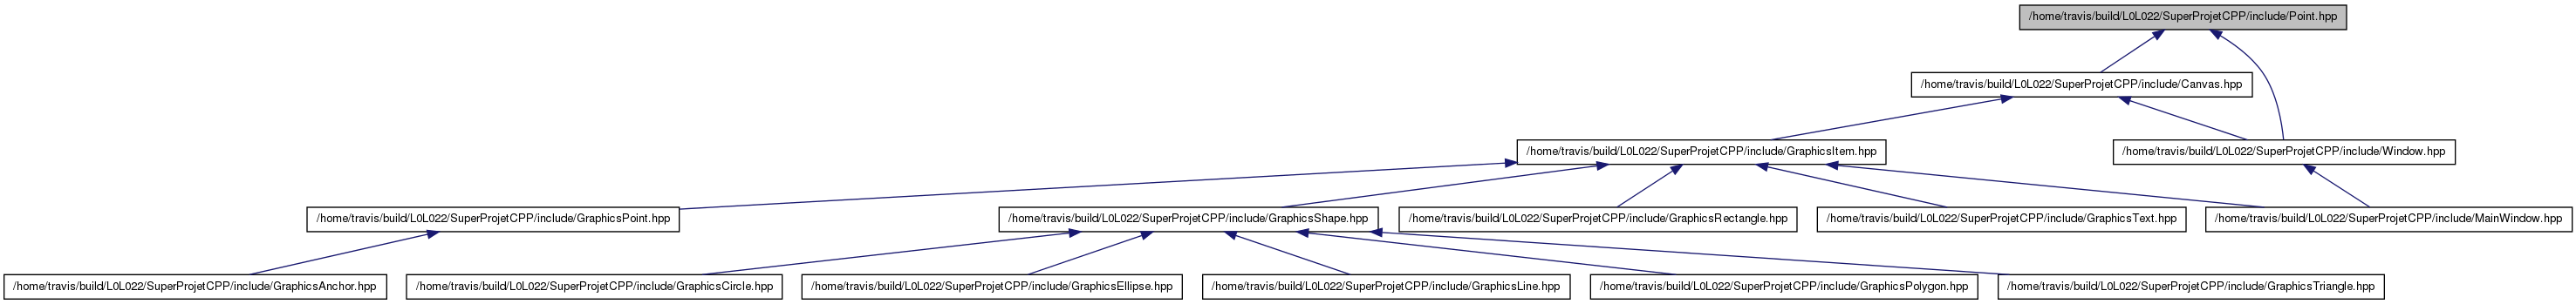 /home/travis/build/L0L022/SuperProjetCPP/include/Point.hpp
/home/travis/build/L0L022/SuperProjetCPP/include/Canvas.hpp
/home/travis/build/L0L022/SuperProjetCPP/include/GraphicsItem.hpp
/home/travis/build/L0L022/SuperProjetCPP/include/Window.hpp
/home/travis/build/L0L022/SuperProjetCPP/include/GraphicsPoint.hpp
/home/travis/build/L0L022/SuperProjetCPP/include/GraphicsShape.hpp
/home/travis/build/L0L022/SuperProjetCPP/include/GraphicsRectangle.hpp
/home/travis/build/L0L022/SuperProjetCPP/include/GraphicsText.hpp
/home/travis/build/L0L022/SuperProjetCPP/include/MainWindow.hpp
/home/travis/build/L0L022/SuperProjetCPP/include/GraphicsAnchor.hpp
/home/travis/build/L0L022/SuperProjetCPP/include/GraphicsCircle.hpp
/home/travis/build/L0L022/SuperProjetCPP/include/GraphicsEllipse.hpp
/home/travis/build/L0L022/SuperProjetCPP/include/GraphicsLine.hpp
/home/travis/build/L0L022/SuperProjetCPP/include/GraphicsPolygon.hpp
/home/travis/build/L0L022/SuperProjetCPP/include/GraphicsTriangle.hpp